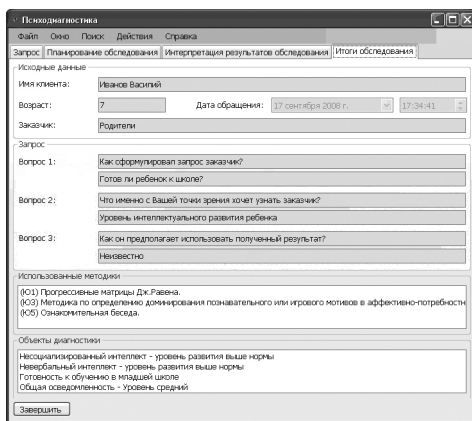 Психодиагностика
Файл Окно Поиск Действия Справка
Запрос Планирование обследования Интерпретация результатов обследования Итоги обследования
Исходные данные
Имя клиента: Иванов Василий
Возраст: 7 Дата обращения: 17 сентября 2008 г. 17:34:41
Заказчик: Родители
Запрос
Вопрос 1: Как сформулировал запрос заказчик?
Готов ли ребенок к школе?
Вопрос 2: Что именно с Вашей точки зрения хочет узнать заказчик?
Уровень интеллектуального развития ребенка
Вопрос 3: Как он предполагает использовать полученный результат?
Неизвестно
Использованные методики
(Ю1) Прогрессивные матрицы Дж.Равена.
(Ю3) Методика по определению доминирования познавательного или игрового мотивов в аффективно-потребностн
(Ю5) Ознакомительная беседа.
Объекты диагностики
Несоциализированный интеллект - уровень развития выше нормы
Невербальный интеллект - уровень развития выше нормы
Готовность к обучению в младшей школе
Общая осведомленность - Уровень средний
Завершить